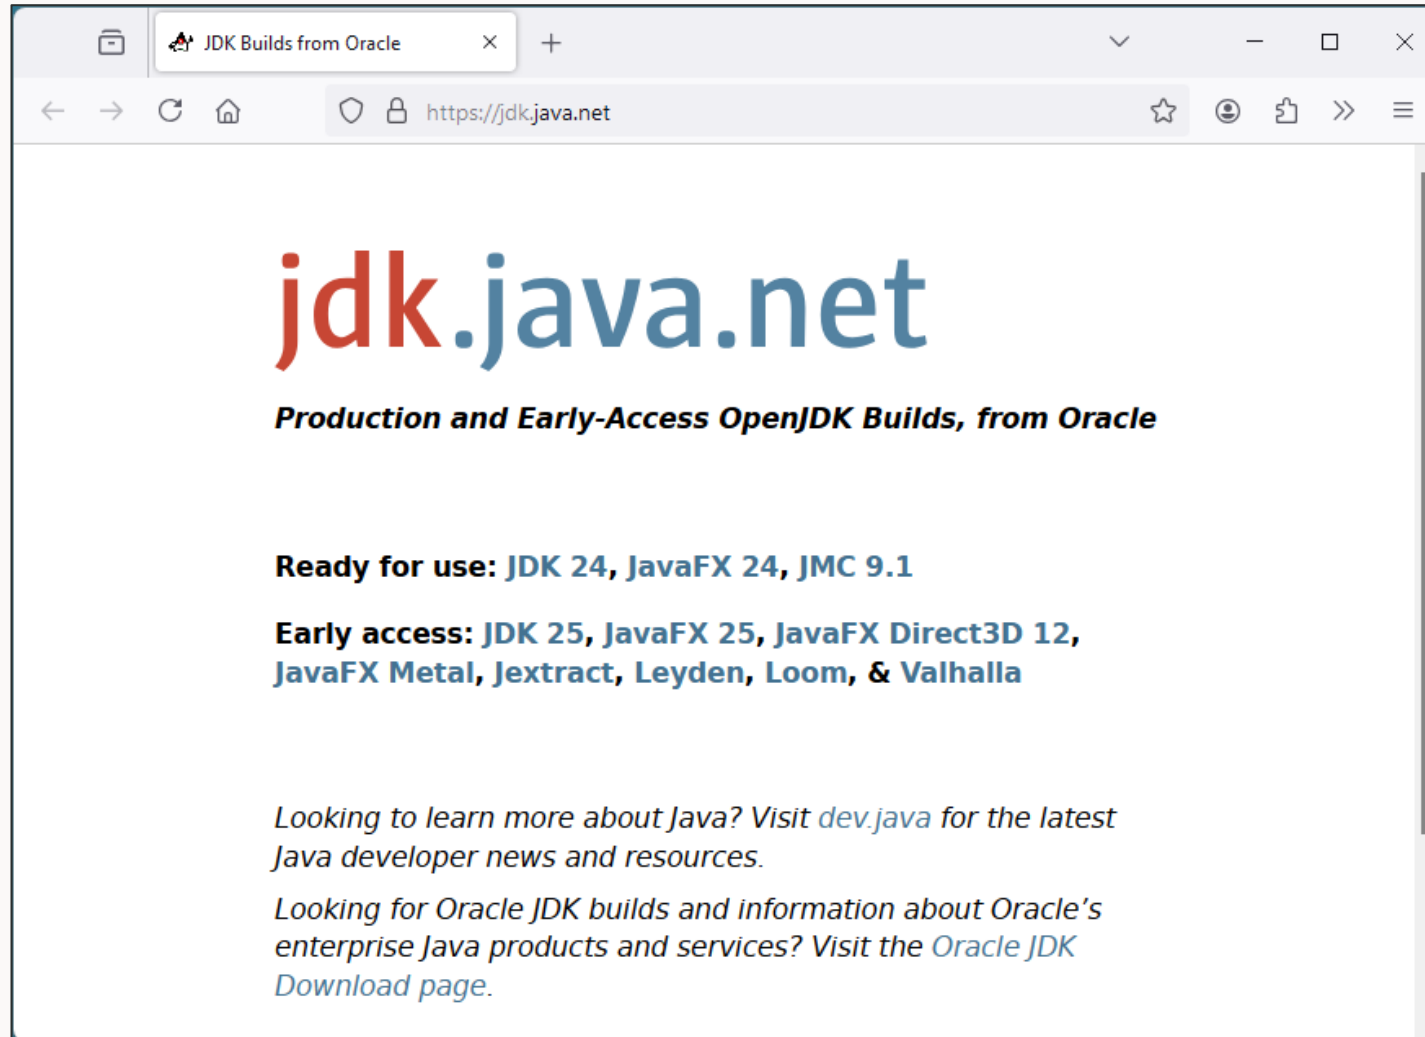 JDK Builds from Oracle
https://jdk.java.net
jdk.java.net
Production and Early-Access OpenJDK Builds, from Oracle
Ready for use: JDK 24, JavaFX 24, JMC 9.1
Early access: JDK 25, JavaFX 25, JavaFX Direct3D 12,
JavaFX Metal, Jextract, Leyden, Loom, & Valhalla
Looking to learn more about Java? Visit dev.java for the latest
Java developer news and resources.
Looking for Oracle JDK builds and information about Oracle’s
enterprise Java products and services? Visit the Oracle JDK
Download page.